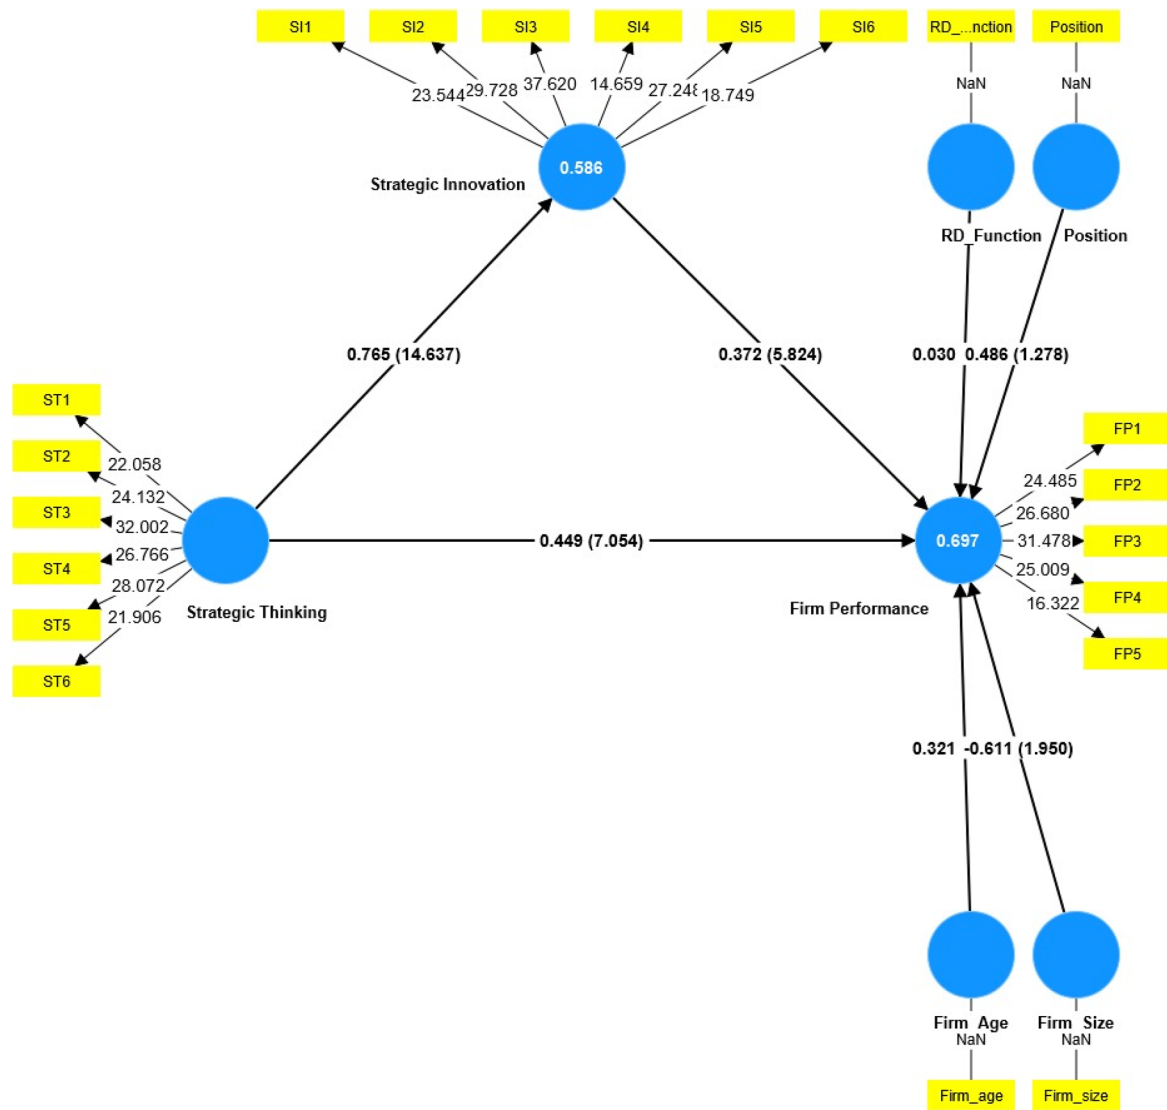 SI1
SI2
SI3
SI4
SI5
SI6
RD_...nction
Position
23.544
29.728
37.620
14.659
27.248
18.749
NaN
NaN
0.586
Strategic Innovation
RD_Function
Position
0.765 (14.637)
0.372 (5.824)
0.030
0.486 (1.278)
ST1
ST2
ST3
ST4
ST5
ST6
22.058
24.132
32.002
26.766
28.072
21.906
Strategic Thinking
0.449 (7.054)
0.697
Firm Performance
24.485
26.680
31.478
25.009
16.322
FP1
FP2
FP3
FP4
FP5
0.321
-0.611 (1.950)
Firm_Age
Firm_Size
NaN
NaN
Firm_age
Firm_size